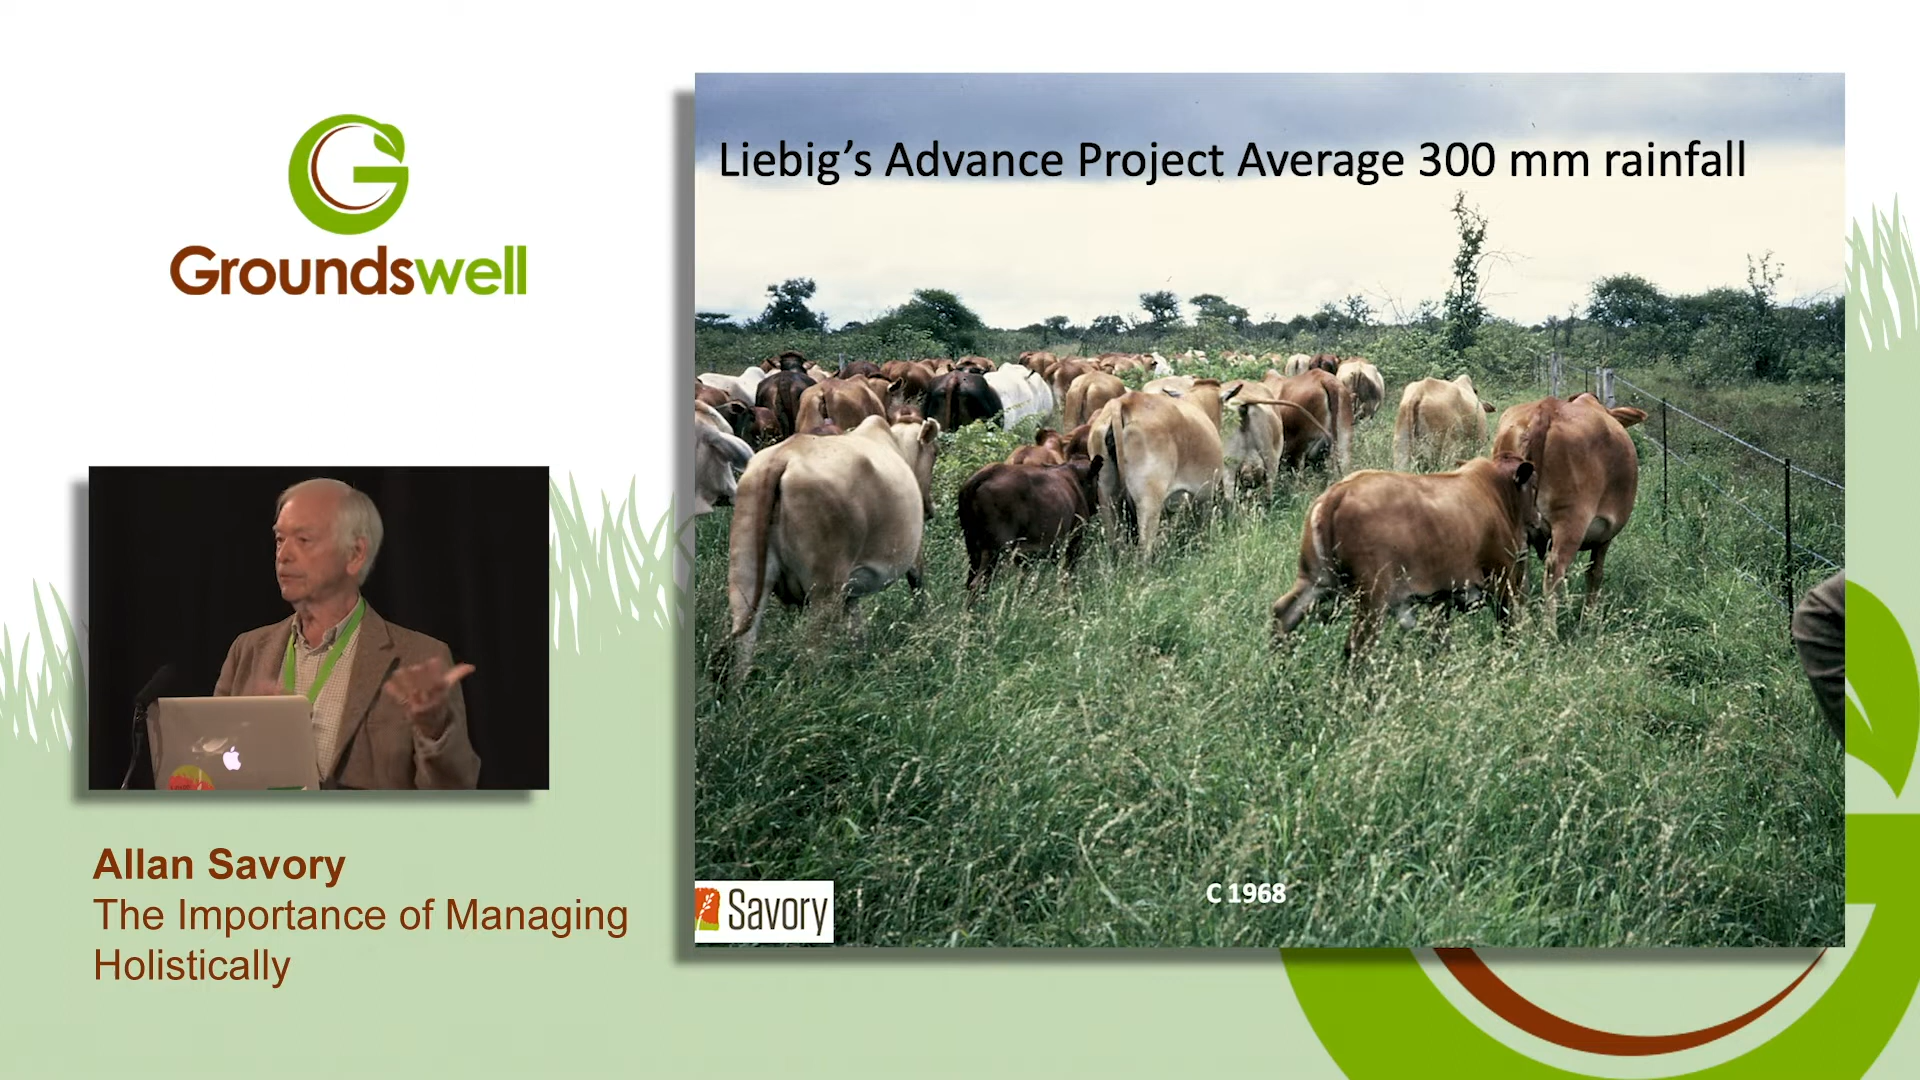 Groundswell
Liebig's Advance Project Average 300 mm rainfall
C 1968
Savory
Allan Savory
The Importance of Managing
Holistically